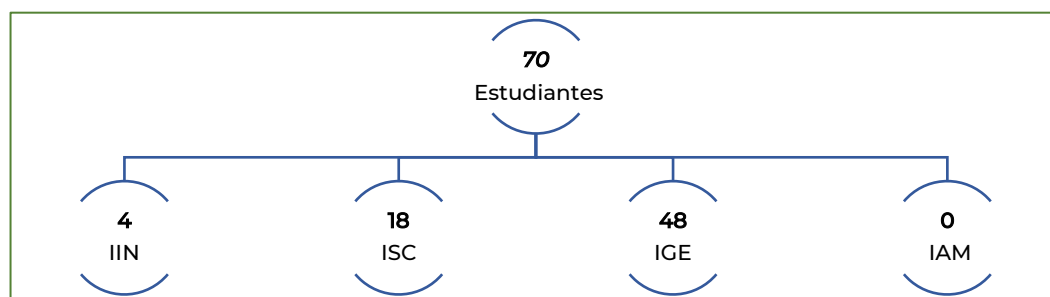 70
Estudiantes
4
IIN
18
ISC
48
IGE
0
IAM